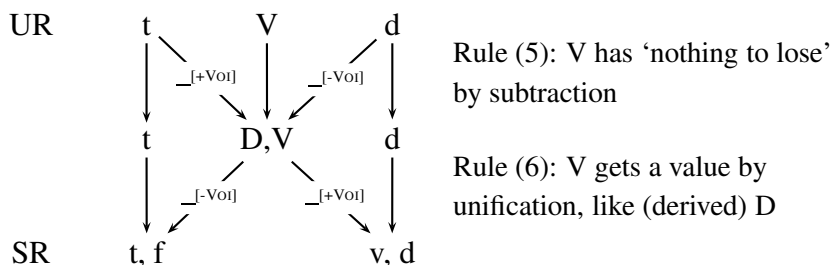 UR t V d
Rule (5): V has ‘nothing to lose’
by subtraction
_[+VOI] _[-VOI]
t D,V d
Rule (6): V gets a value by
unification, like (derived) D
_[-VOI] _[+VOI]
SR t, f v, d